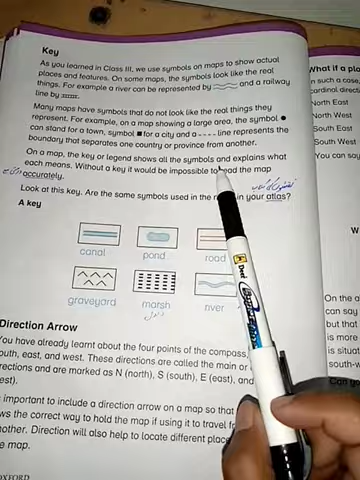 Key
As you learned in Class III, we use symbols on maps to show actual
places and features. On some maps, the symbols look like the real
things. For example a river can be represented by and a railway
line by
Many maps have symbols that do not look like the real things they
represent. For example, on a map showing a large area, the symbol ●
can stand for a town, symbol ■ for a city and a - - - - line represents the
boundary that separates one country or province from another.
On a map, the key or legend shows all the symbols and explains what
each means. Without a key it would be impossible to read the map
accurately.
Look at this key. Are the same symbols used in the in your atlas?
A key
canal pond road
graveyard marsh river
دلدل
Direction Arrow
You have already learnt about the four points of the compass,
outh, east, and west. These directions are called the main or
rections and are marked as N (north), S (south), E (east), and
est).
important to include a direction arrow on a map so that
ws the correct way to hold the map if using it to travel
nother. Direction will also help to locate different
e map.
OXFORD
What if a pla
In such a case,
cardinal directi
North East
North West
South East
South West
You can say
W
On the
can say
but that
is more
is situat
south-w
Can yo
Dux